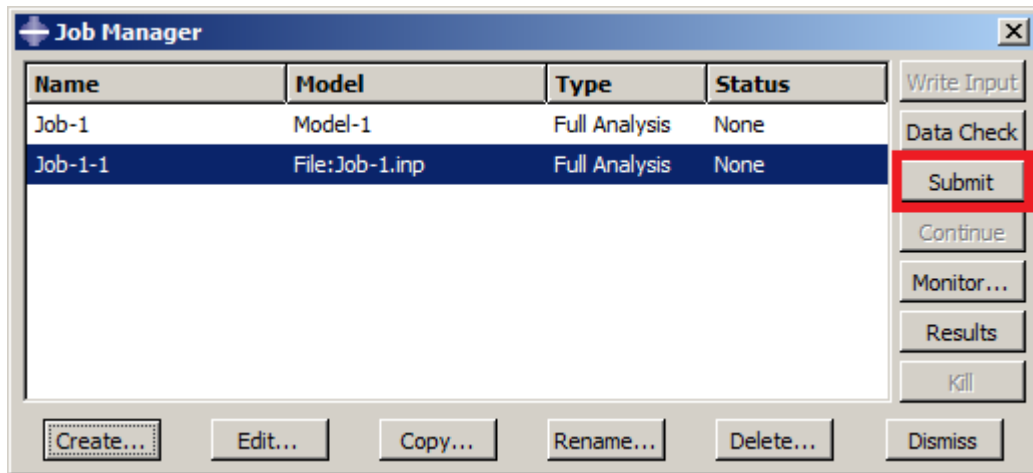 Job Manager
Name Model Type Status
Job-1 Model-1 Full Analysis None
Job-1-1 File:Job-1.inp Full Analysis None
Write Input
Data Check
Submit
Continue
Monitor...
Results
Kill
Create... Edit... Copy... Rename... Delete... Dismiss